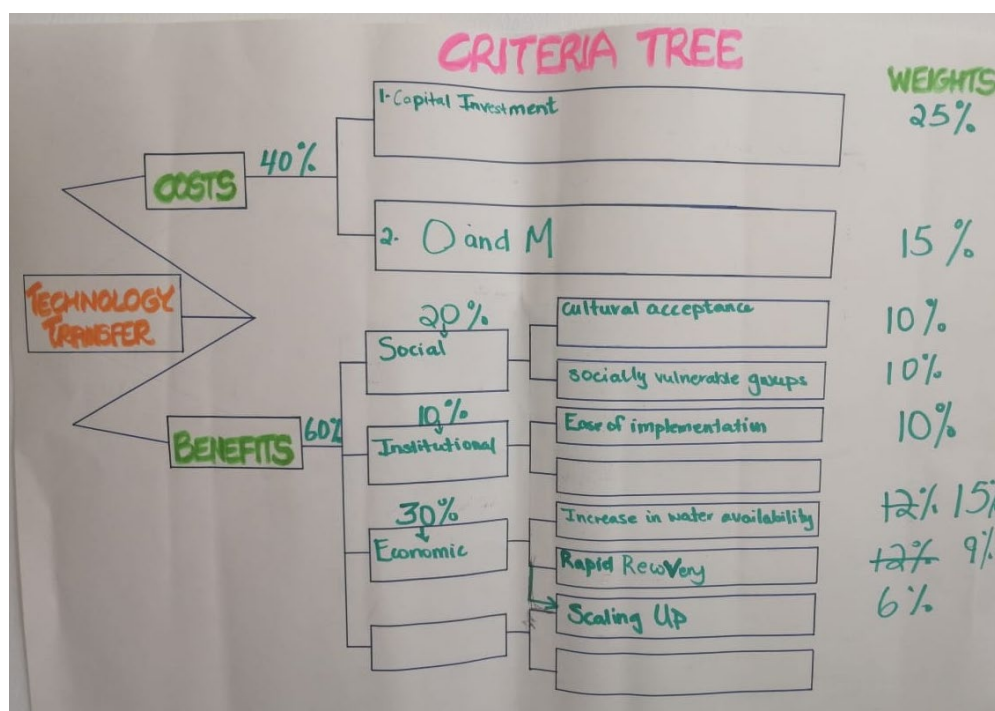 CRITERIA TREE
WEIGHTS
1- Capital Investment
25%
COSTS 40%
2- O and M
15%
TECHNOLOGY
TRANSFER
20%
Social
Cultural acceptance
10%
socially vulnerable groups
10%
BENEFITS 60%
10%
Institutional
Ease of implementation
10%
30%
Economic
Increase in water availability
12% 15%
Rapid Recovery
12% 9%
Scaling Up
6%